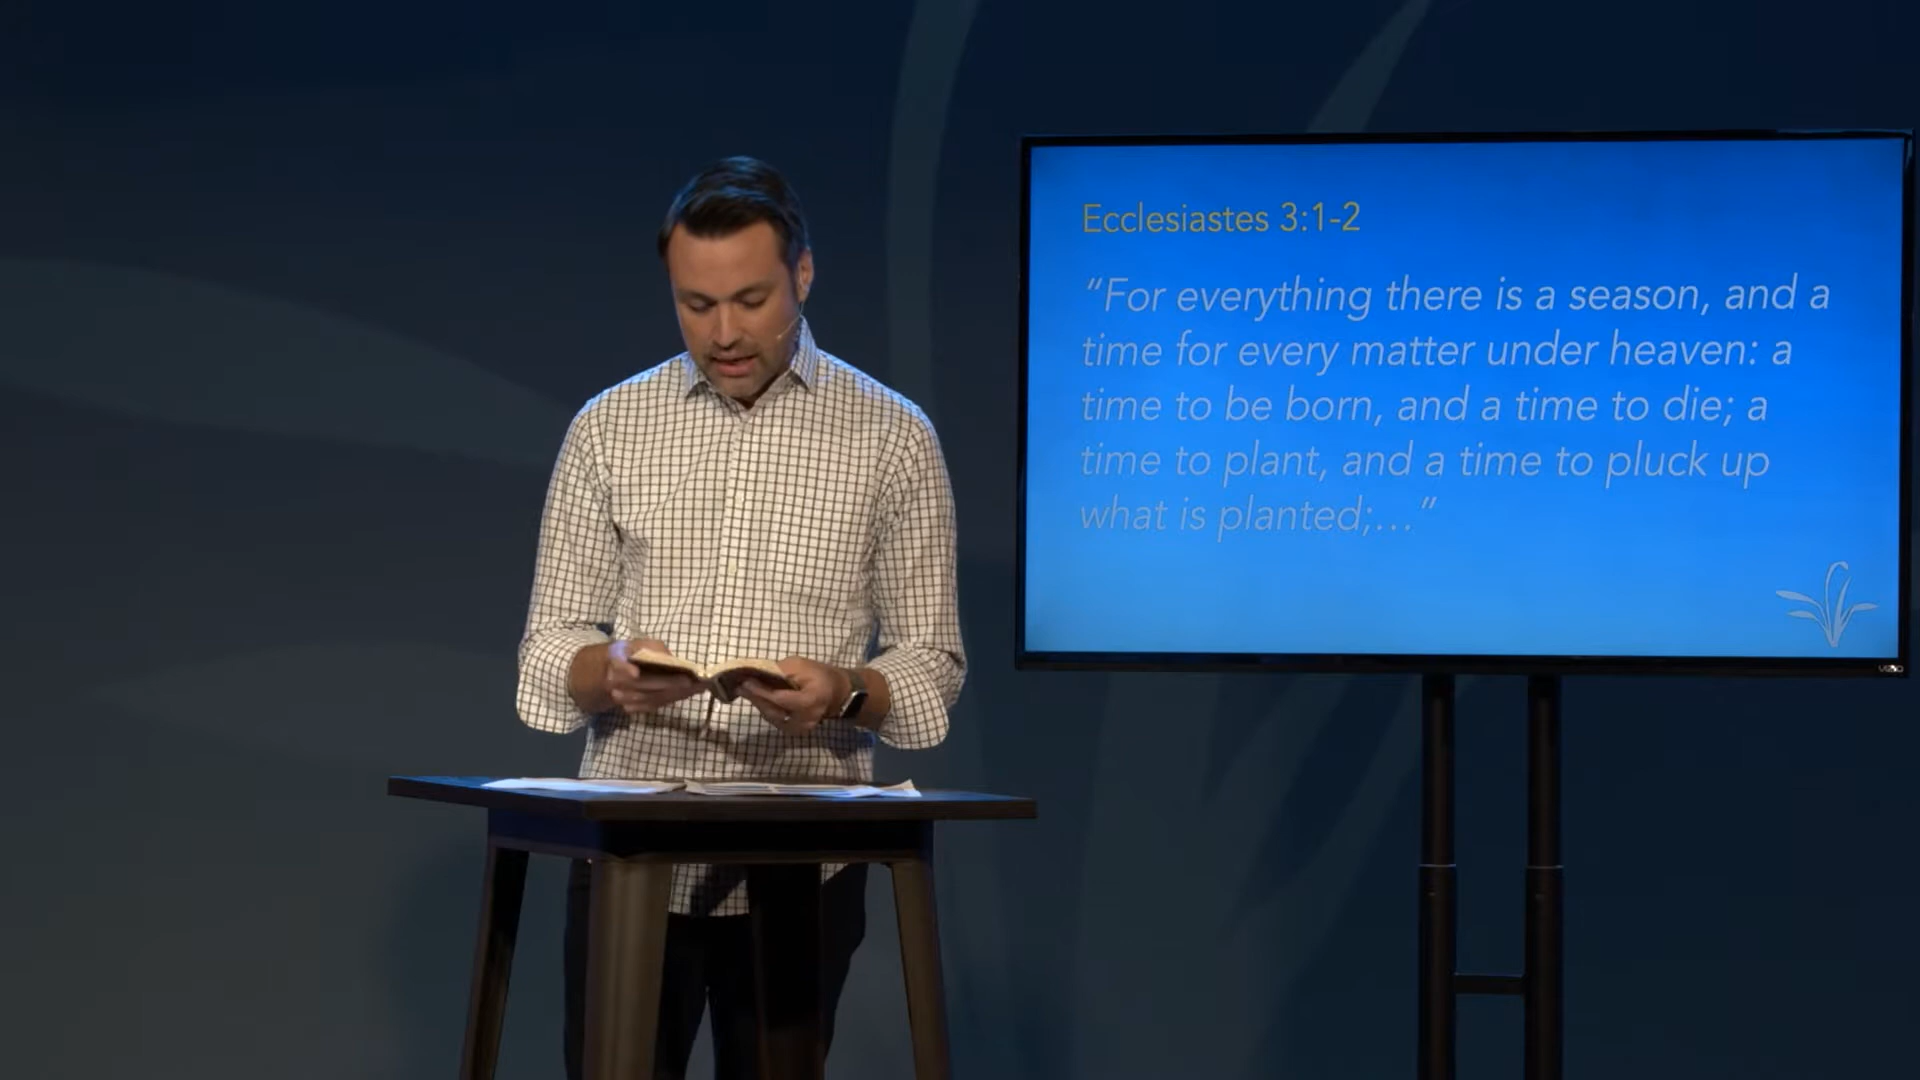 Ecclesiastes 3:1-2
“For everything there is a season, and a
time for every matter under heaven: a
time to be born, and a time to die; a
time to plant, and a time to pluck up
what is planted;…”
VIZIO